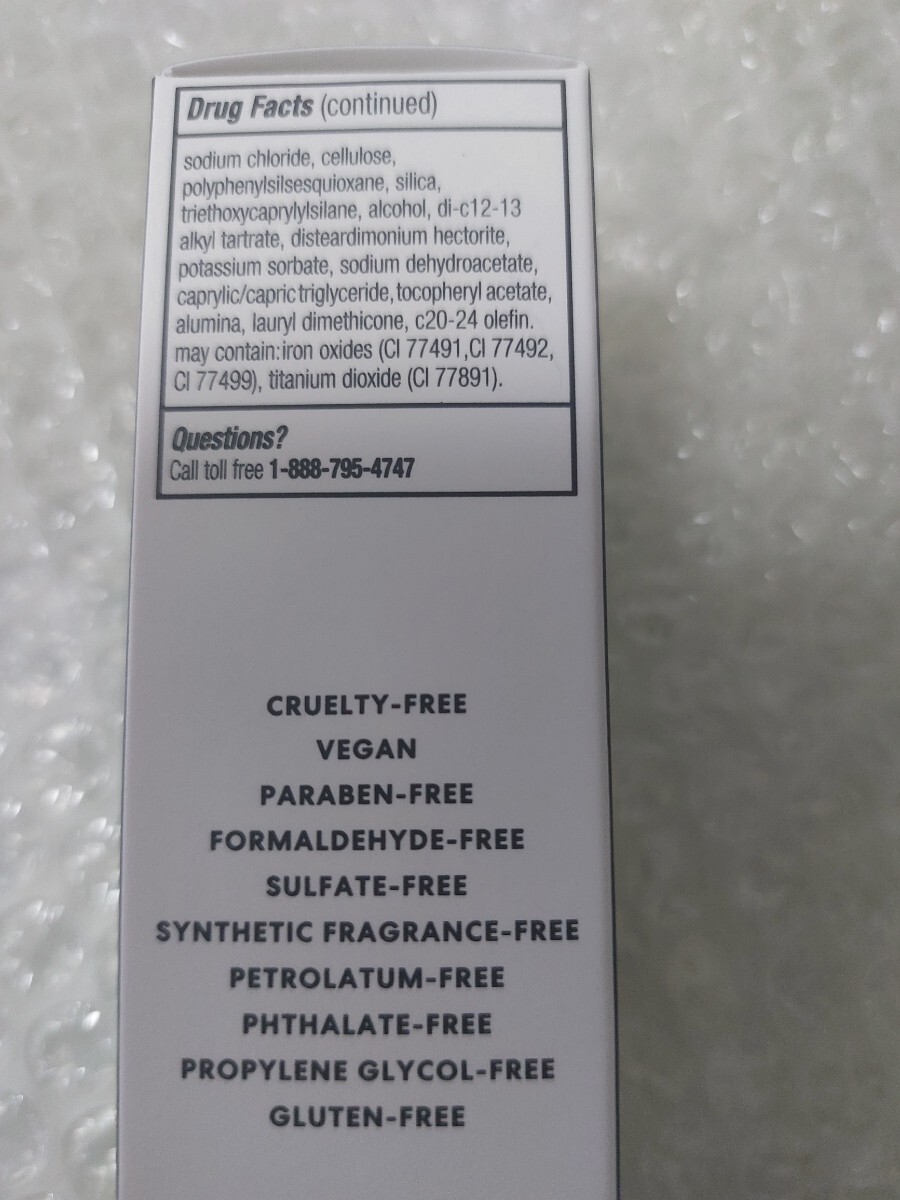 Drug Facts (continued)
sodium chloride, cellulose,
polyphenylsilsesquioxane, silica,
triethoxycaprylylsilane, alcohol, di-c12-13
alkyl tartrate, disteardimonium hectorite,
potassium sorbate, sodium dehydroacetate,
caprylic/capric triglyceride, tocopheryl acetate,
alumina, lauryl dimethicone, c20-24 olefin.
may contain: iron oxides (CI 77491,CI 77492,
CI 77499), titanium dioxide (CI 77891).
Questions?
Call toll free 1-888-795-4747
CRUELTY-FREE
VEGAN
PARABEN-FREE
FORMALDEHYDE-FREE
SULFATE-FREE
SYNTHETIC FRAGRANCE-FREE
PETROLATUM-FREE
PHTHALATE-FREE
PROPYLENE GLYCOL-FREE
GLUTEN-FREE